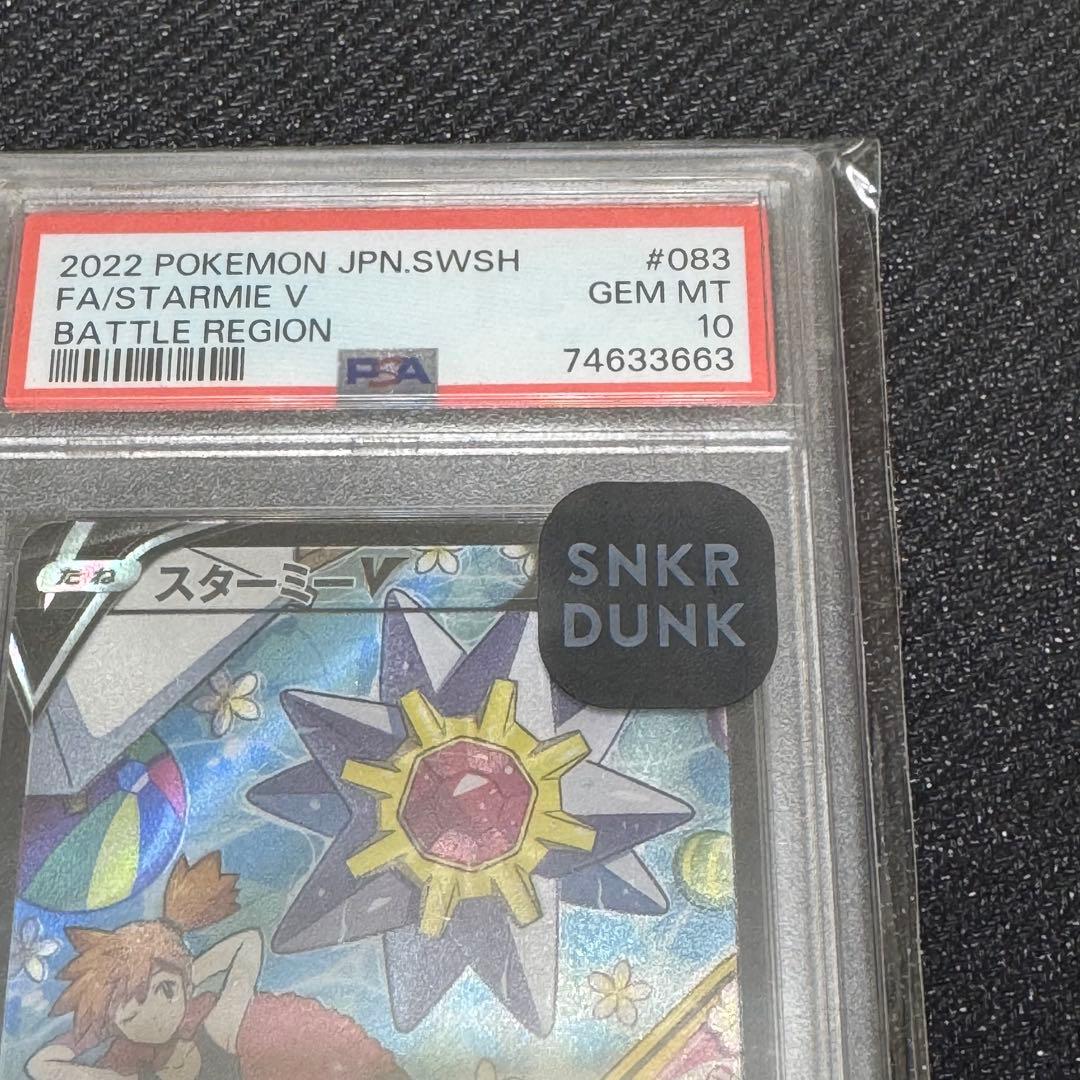 2022 POKEMON JPN.SWSH #083
FA/STARMIE V GEM MT
BATTLE REGION 10
74633663
PSA
SNKR
DUNK
たね スターミーV